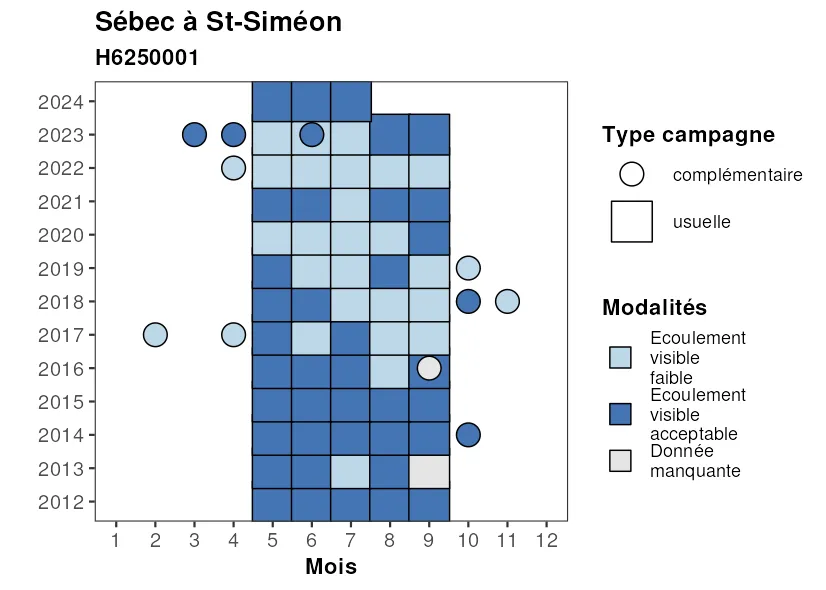 Sébec à St-Siméon
H6250001
2024
2023
2022
2021
2020
2019
2018
2017
2016
2015
2014
2013
2012
1 2 3 4 5 6 7 8 9 10 11 12
Mois
Type campagne
complémentaire
usuelle
Modalités
Ecoulement
visible
faible
Ecoulement
visible
acceptable
Donnée
manquante